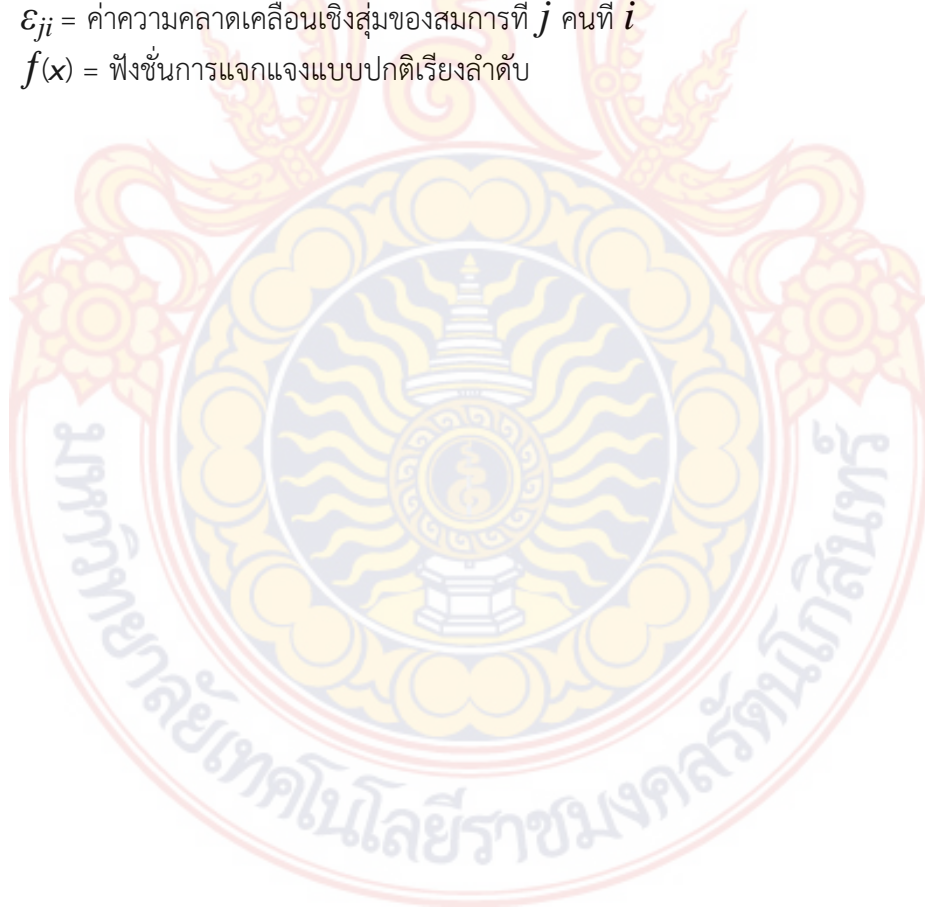 εji = ค่าความคลาดเคลื่อนเชิงสุ่มของสมการที่ j คนที่ i
f(x) = ฟังชั่นการแจกแจงแบบปกติเรียงลำดับ
มหาวิทยาลัยเทคโนโลยีราชมงคลรัตนโกสินทร์